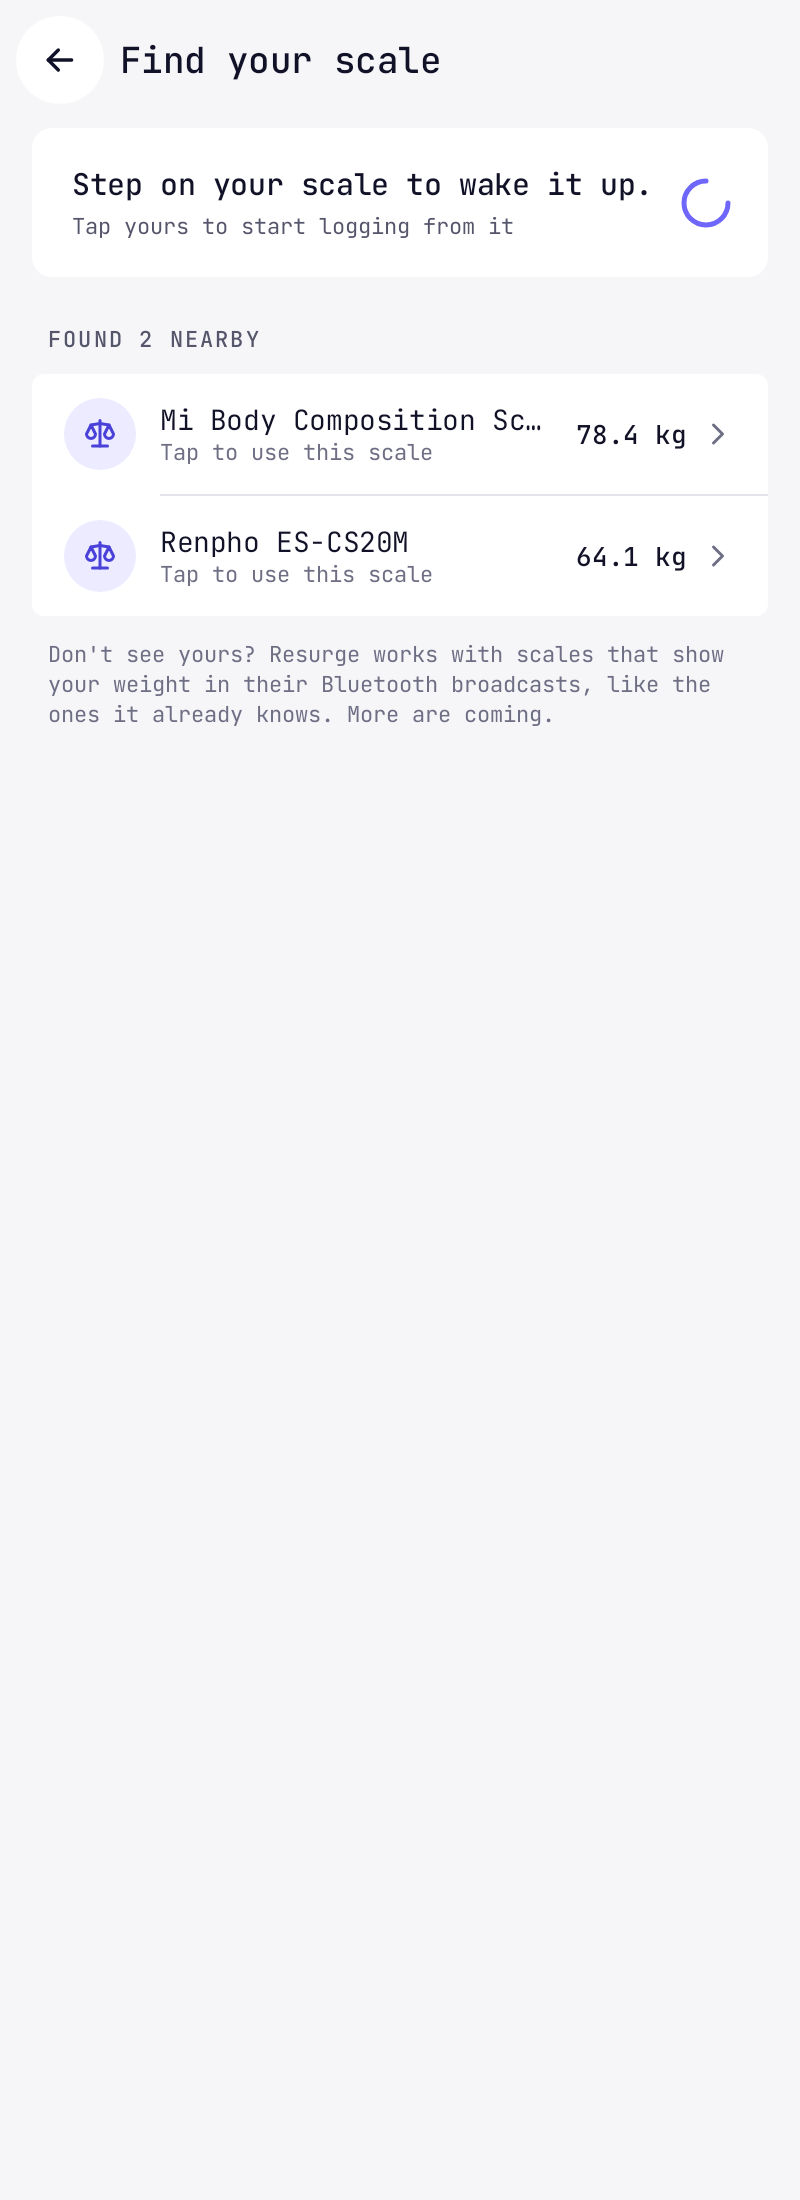 Find your scale
Step on your scale to wake it up.
Tap yours to start logging from it
FOUND 2 NEARBY
Mi Body Composition Sc…
Tap to use this scale
78.4 kg
Renpho ES-CS20M
Tap to use this scale
64.1 kg
Don't see yours? Resurge works with scales that show
your weight in their Bluetooth broadcasts, like the
ones it already knows. More are coming.